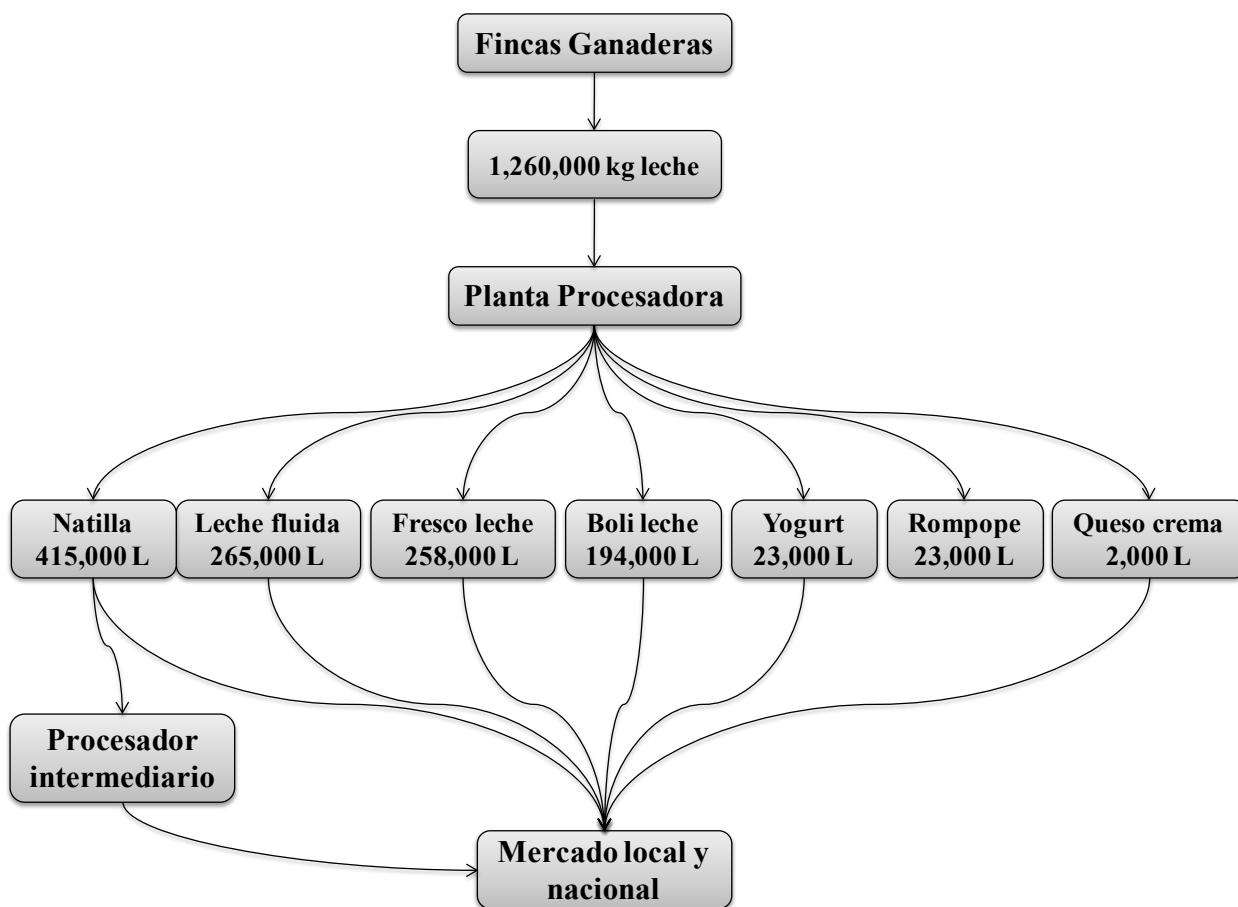 Fincas Ganaderas
1,260,000 kg leche
Planta Procesadora
Natilla
415,000 L
Leche fluida
265,000 L
Fresco leche
258,000 L
Boli leche
194,000 L
Yogurt
23,000 L
Rompope
23,000 L
Queso crema
2,000 L
Procesador
intermediario
Mercado local y
nacional